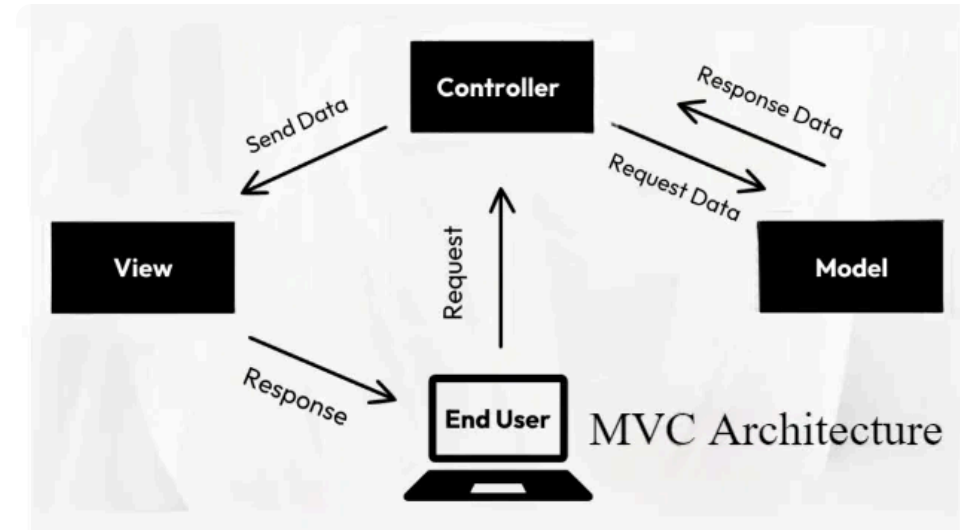 Controller
Send Data
Response Data
Request Data
View
Request
Model
Response
End User
MVC Architecture